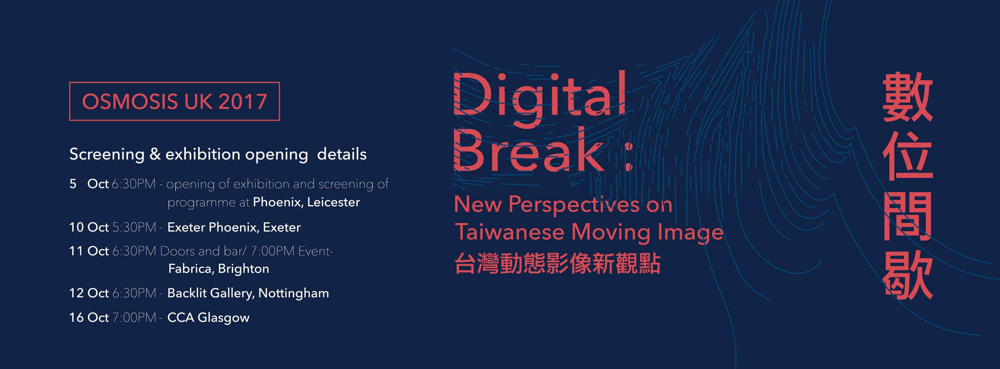 OSMOSIS UK 2017
Screening & exhibition opening details
5 Oct 6:30PM - opening of exhibition and screening of
programme at Phoenix, Leicester
10 Oct 5:30PM - Exeter Phoenix, Exeter
11 Oct 6:30PM Doors and bar/ 7:00PM Event-
Fabrica, Brighton
12 Oct 6:30PM - Backlit Gallery, Nottingham
16 Oct 7:00PM - CCA Glasgow
Digital
Break :
New Perspectives on
Taiwanese Moving Image
台灣動態影像新觀點
數位間歇